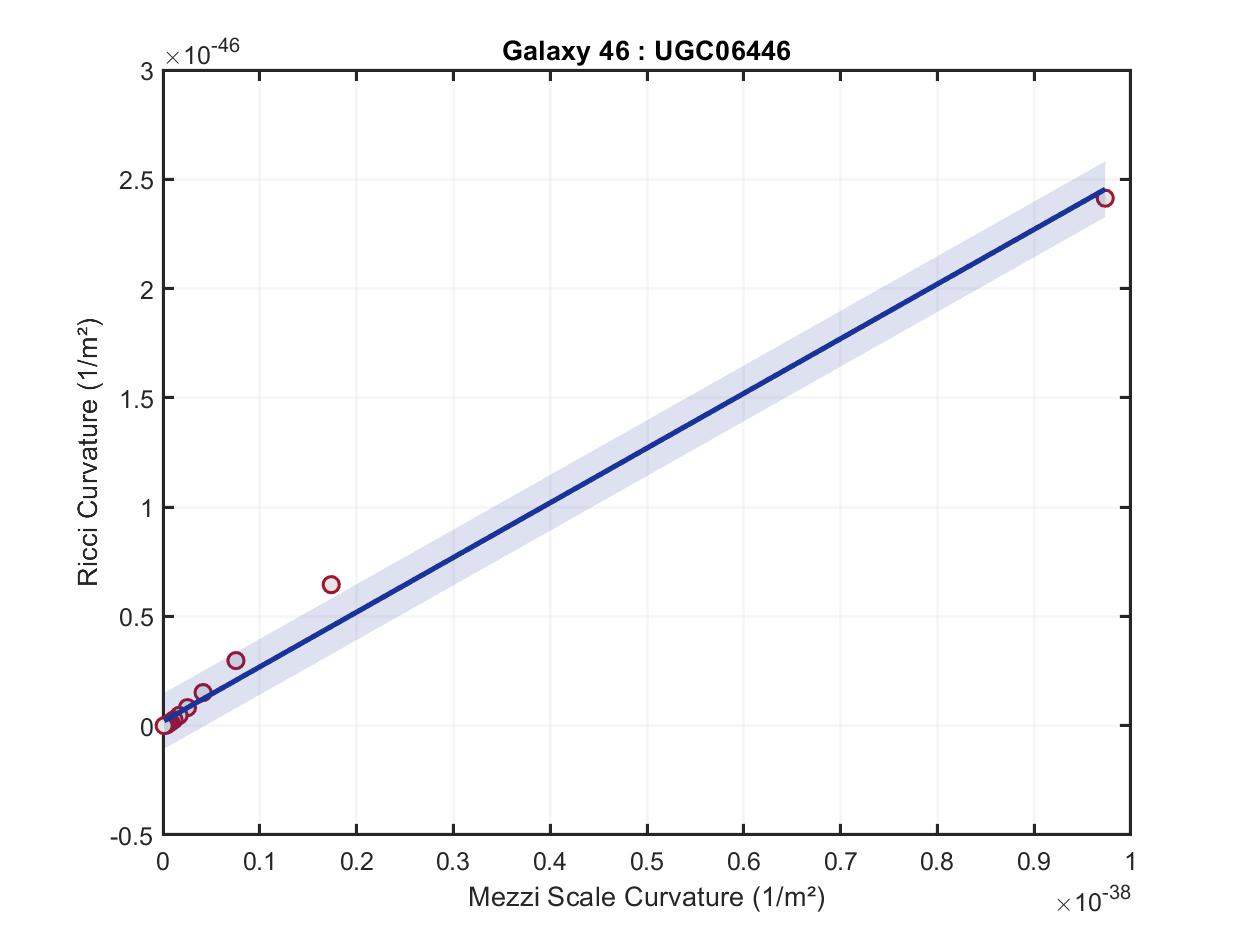 ×10-46
Galaxy 46 : UGC06446
3
2.5
2
1.5
1
0.5
0
-0.5
Ricci Curvature (1/m²)
0 0.1 0.2 0.3 0.4 0.5 0.6 0.7 0.8 0.9 1
Mezzi Scale Curvature (1/m²)
×10-38